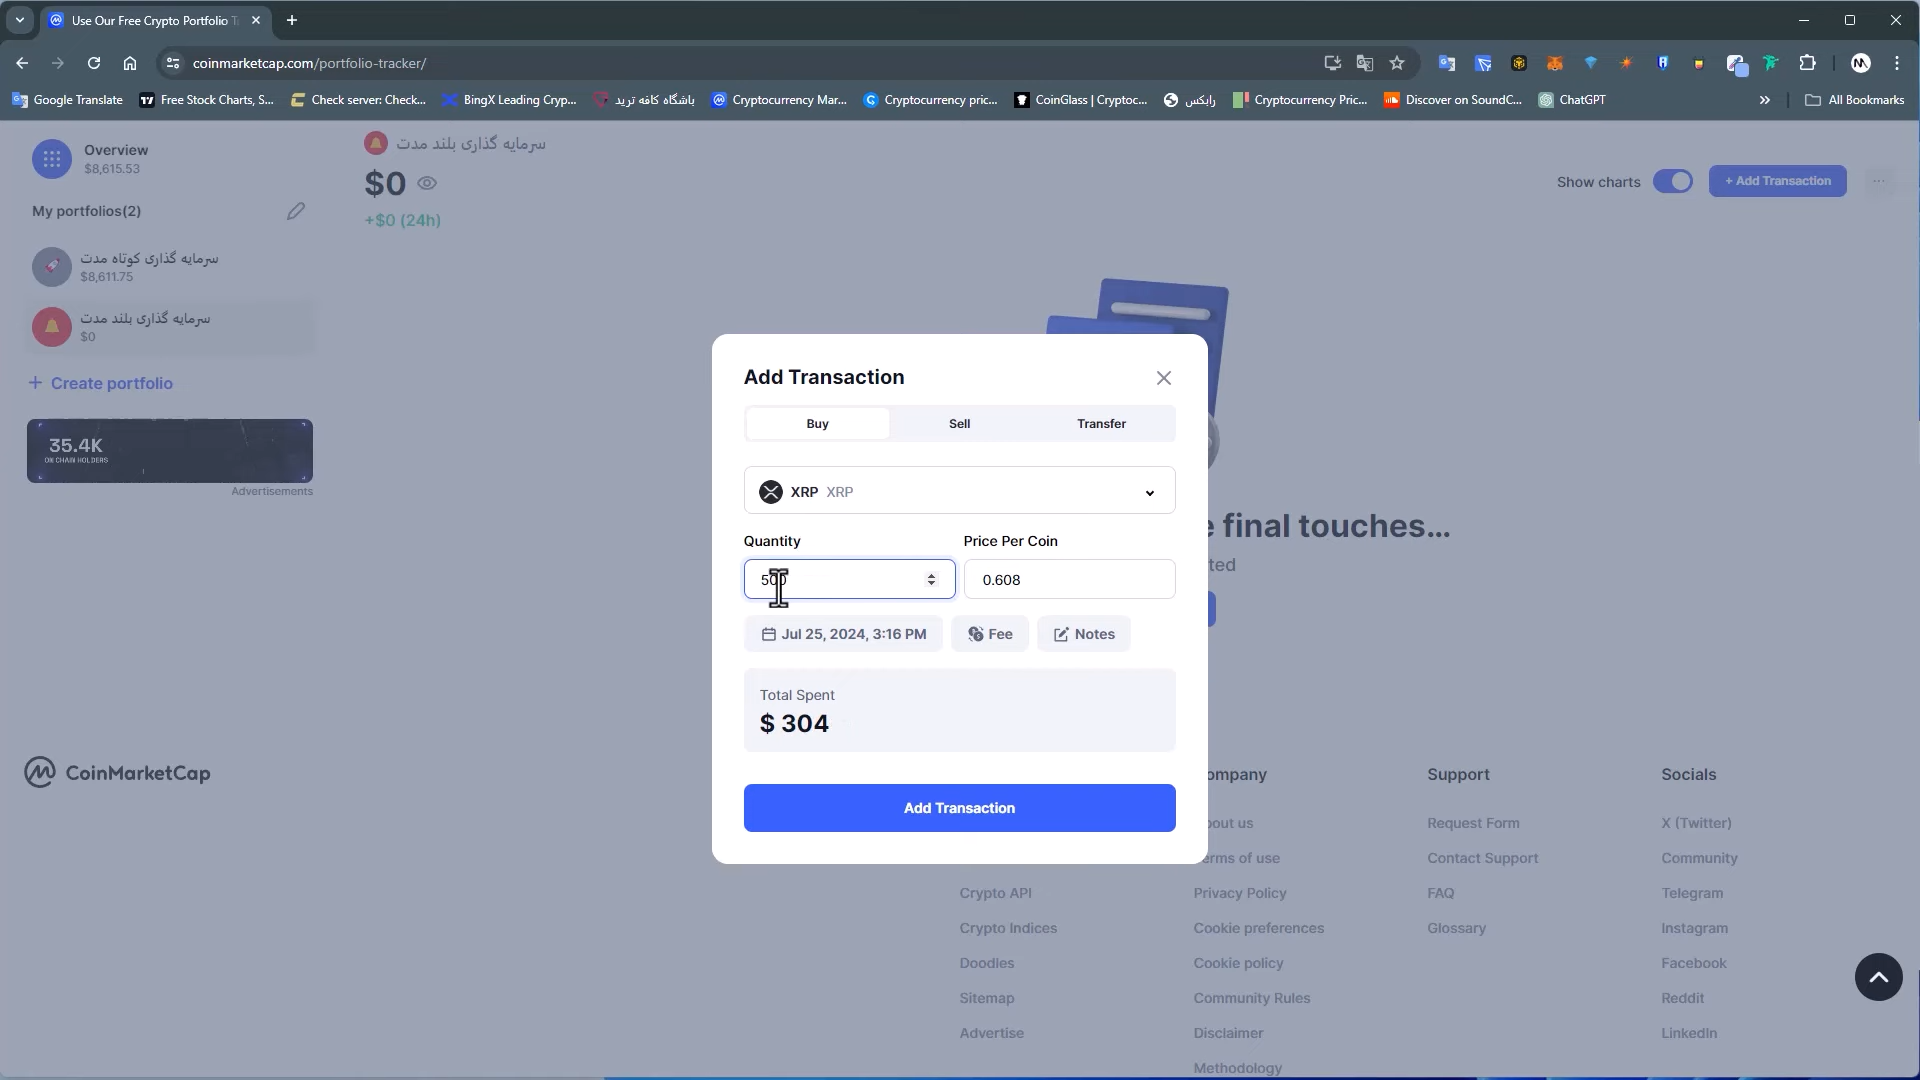 Use Our Free Crypto Portfolio T
coinmarketcap.com/portfolio-tracker/
Google Translate
Free Stock Charts, S...
Check server: Check...
BingX Leading Cryp...
باشگاه کافه ترید
Cryptocurrency Mar...
Cryptocurrency pric...
CoinGlass | Cryptoc...
رابکس
Cryptocurrency Pric...
Discover on SoundC...
ChatGPT
All Bookmarks
Overview
$8,615.53
My portfolios(2)
سرمایه گذاری کوتاه مدت
$8,611.75
سرمایه گذاری بلند مدت
$0
+ Create portfolio
35.4K
ON CHAIN HOLDERS
Advertisements
سرمایه گذاری بلند مدت
$0
+$0 (24h)
Show charts
+ Add Transaction
final touches...
ted
Add Transaction
Buy
Sell
Transfer
XRP XRP
Quantity
Price Per Coin
500
0.608
Jul 25, 2024, 3:16 PM
Fee
Notes
Total Spent
$ 304
Add Transaction
CoinMarketCap
Crypto API
Crypto Indices
Doodles
Sitemap
Advertise
ompany
bout us
erms of use
Privacy Policy
Cookie preferences
Cookie policy
Community Rules
Disclaimer
Methodology
Support
Request Form
Contact Support
FAQ
Glossary
Socials
X (Twitter)
Community
Telegram
Instagram
Facebook
Reddit
LinkedIn